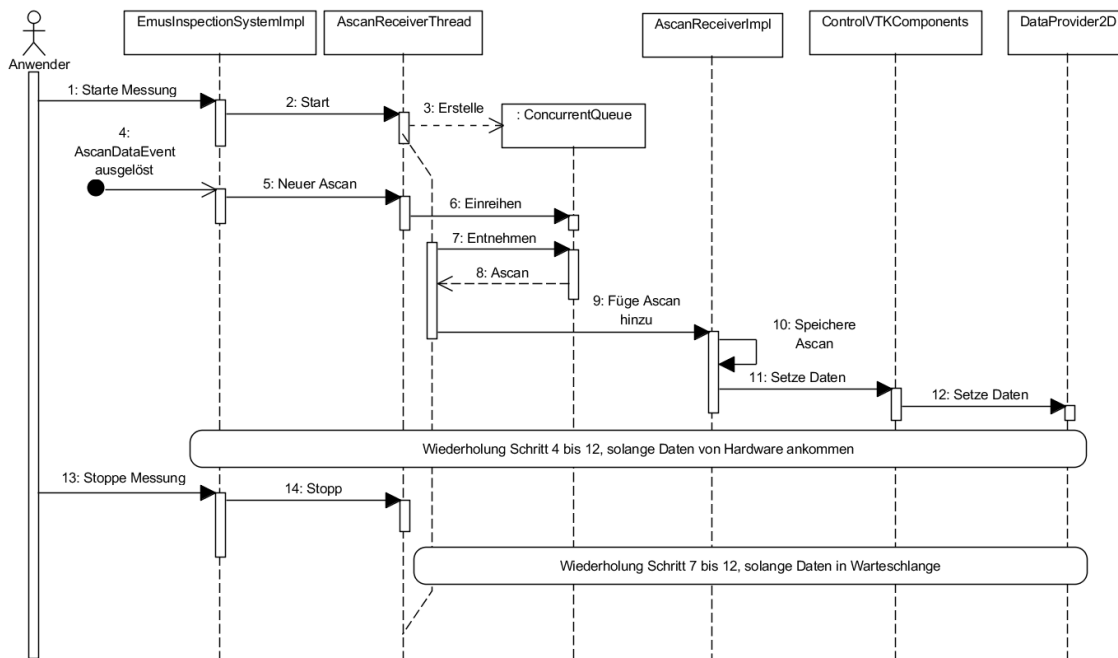 EmusInspectionSystemImpl
AscanReceiverThread
AscanReceiverImpl
ControlVTKComponents
DataProvider2D
Anwender
1: Starte Messung
2: Start
3: Erstelle
: ConcurrentQueue
4:
AscanDataEvent
ausgelöst
5: Neuer Ascan
6: Einreihen
7: Entnehmen
8: Ascan
9: Füge Ascan
hinzu
10: Speichere
Ascan
11: Setze Daten
12: Setze Daten
Wiederholung Schritt 4 bis 12, solange Daten von Hardware ankommen
13: Stoppe Messung
14: Stopp
Wiederholung Schritt 7 bis 12, solange Daten in Warteschlange